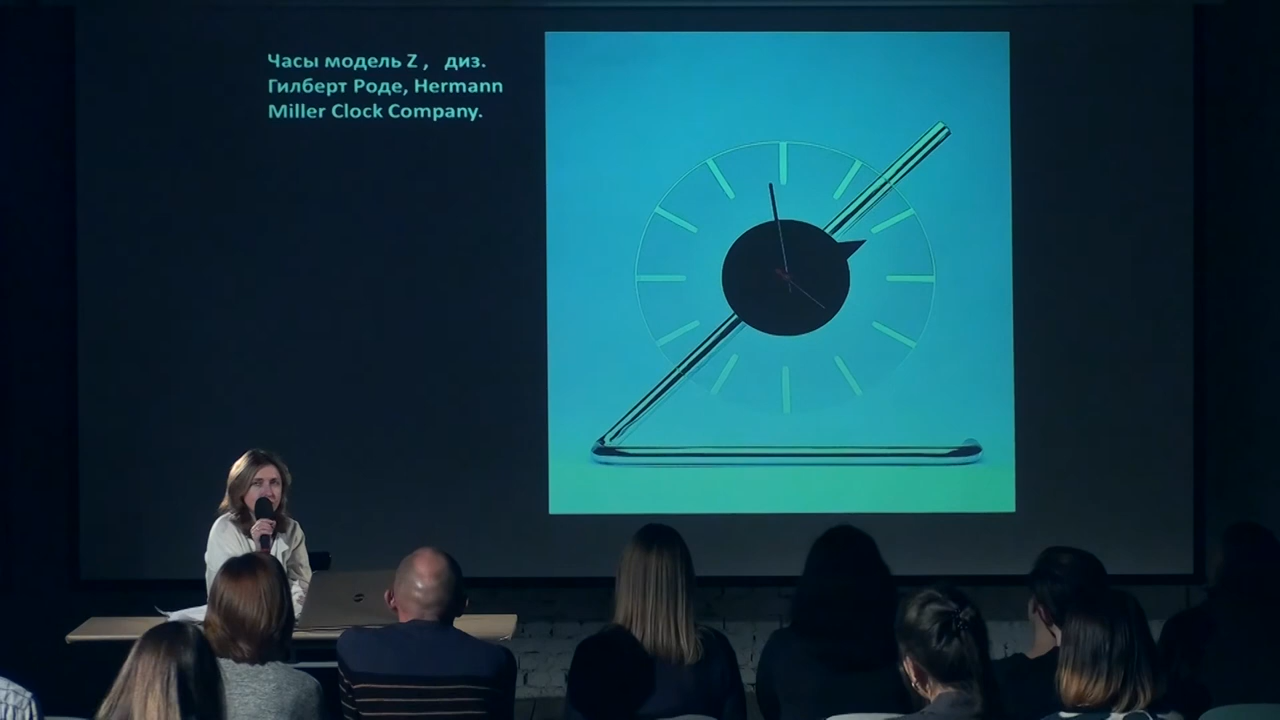 Часы модель Z ,   диз.
Гилберт Роде, Hermann
Miller Clock Company.